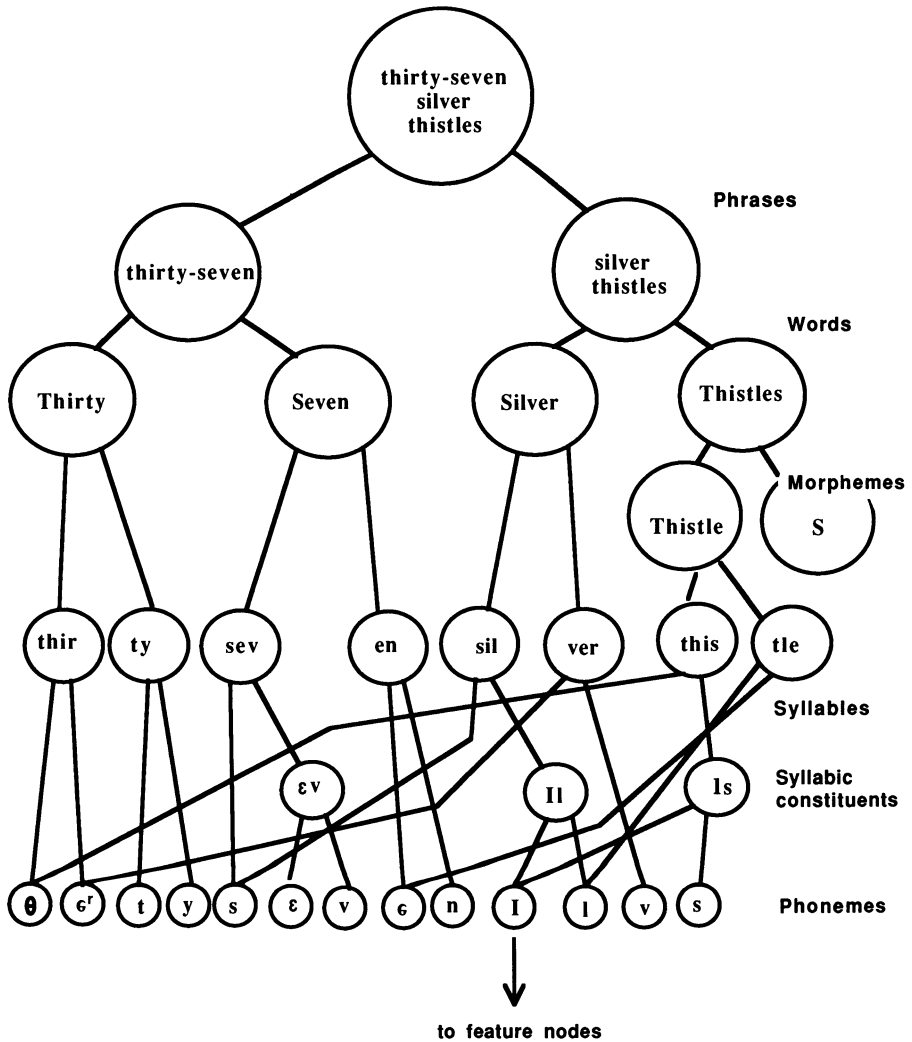 thirty-seven
silver
thistles
Phrases
thirty-seven
silver
thistles
Words
Thirty
Seven
Silver
Thistles
Morphemes
Thistle
S
thir
ty
sev
en
sil
ver
this
tle
Syllables
εv
Il
Is
Syllabic
constituents
θ
ɞʳ
t
y
s
ε
v
ɞ
n
I
l
v
s
Phonemes
to feature nodes